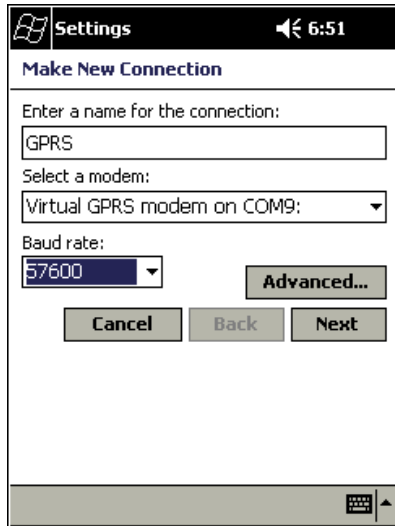 Settings 6:51
Make New Connection
Enter a name for the connection:
GPRS
Select a modem:
Virtual GPRS modem on COM9:
Baud rate:
57600
Advanced...
Cancel Back Next